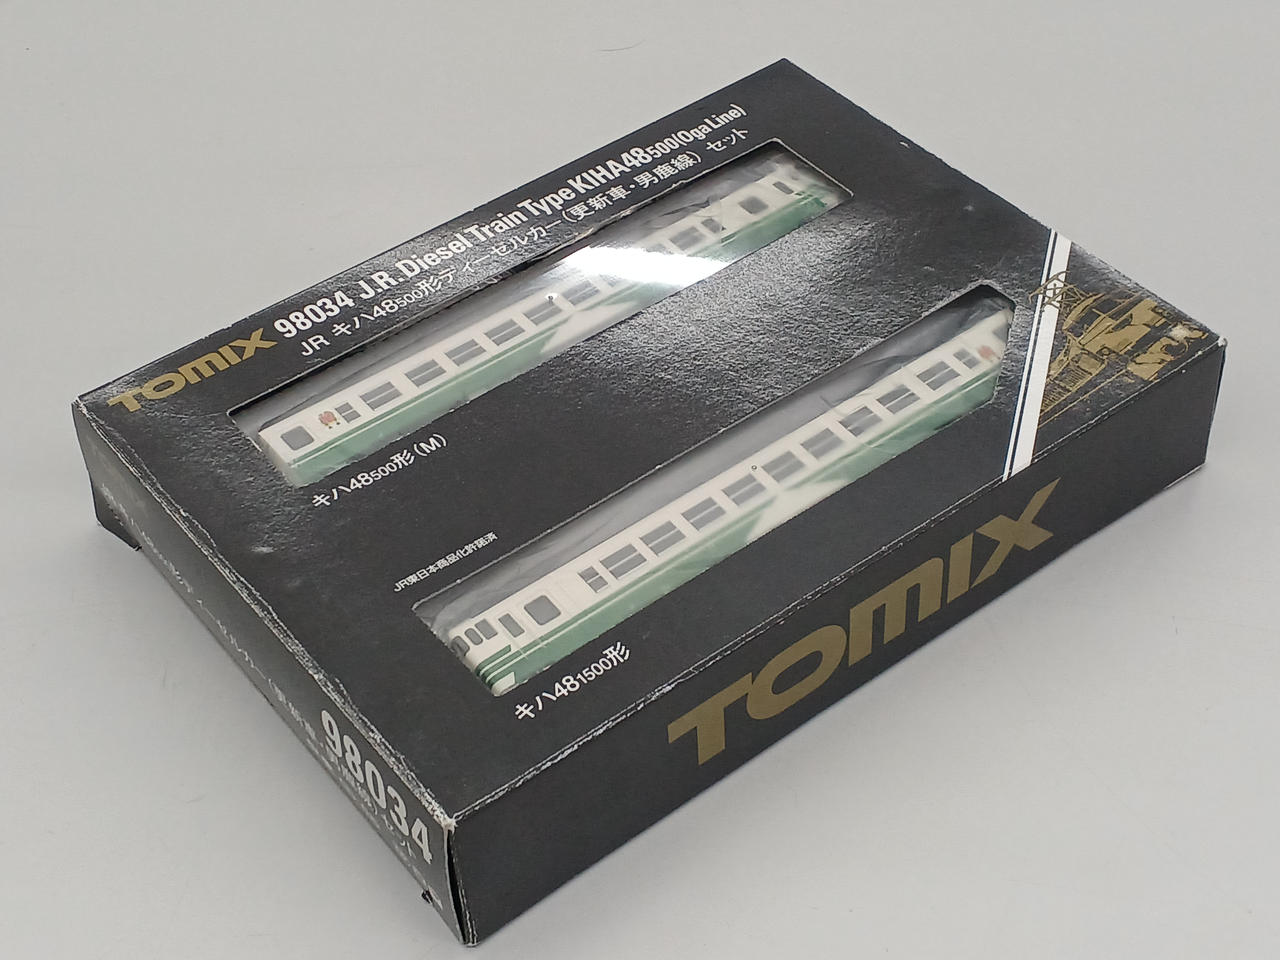 TOMIX 98034 J.R. Diesel Train Type KIHA48500(Oga Line)
JR キハ48500形ディーゼルカー(更新車・男鹿線)セット
キハ48500形(M)
JR東日本商品化許諾済
キハ481500形
TOMIX
98034